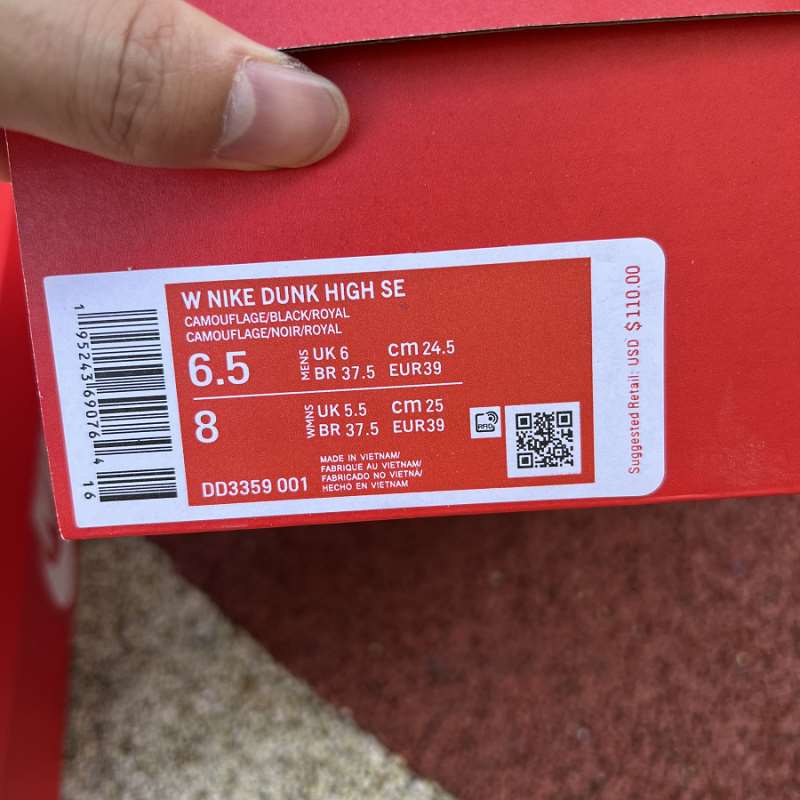 W NIKE DUNK HIGH SE
CAMOUFLAGE/BLACK/ROYAL
CAMOUFLAGE/NOIR/ROYAL
6.5 MENS UK 6 cm 24.5
BR 37.5 EUR39
8 WMNS UK 5.5 cm 25
BR 37.5 EUR39
MADE IN VIETNAM/
FABRIQUE AU VIETNAM/
FABRICADO NO VIETNÃ/
HECHO EN VIETNAM
DD3359 001
RFID
Suggested Retail: USD $110.00
1 95243 69076 4 16